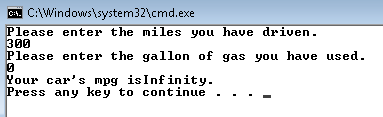 C:\Windows\system32\cmd.exe
Please enter the miles you have driven.
300
Please enter the gallon of gas you have used.
0
Your car's mpg isInfinity.
Press any key to continue . . . _